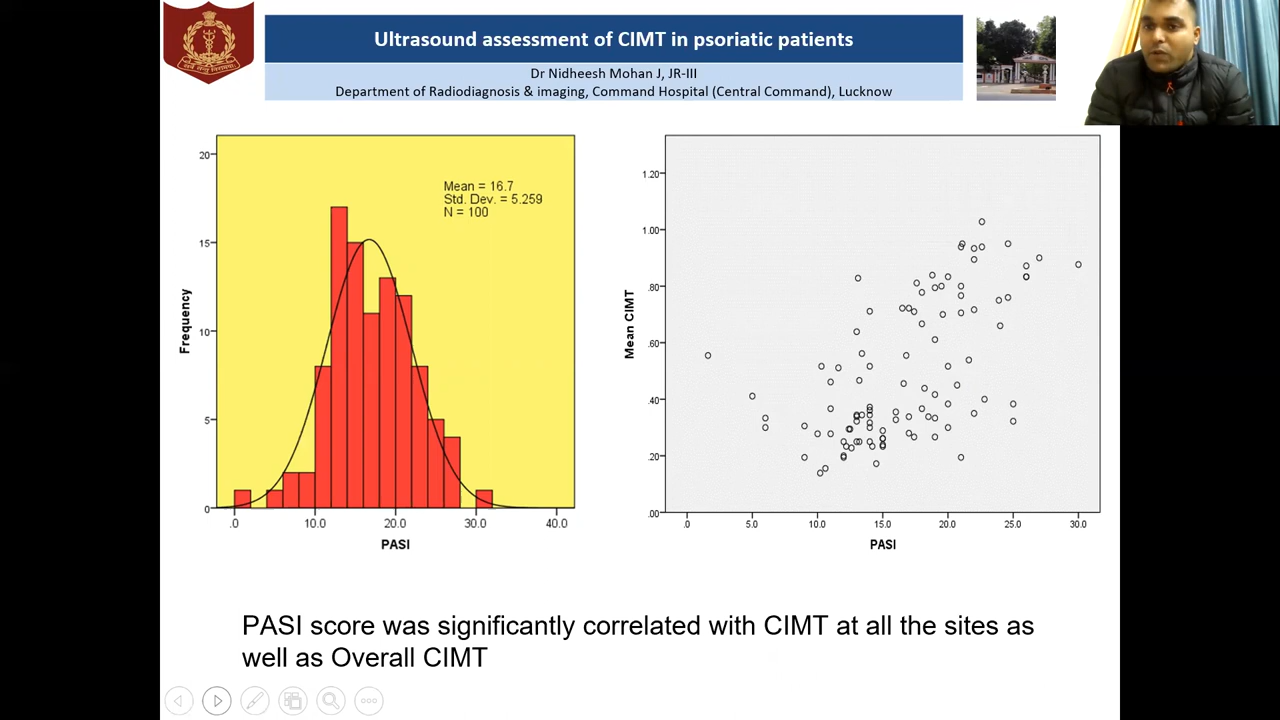 Ultrasound assessment of CIMT in psoriatic patients
Dr Nidheesh Mohan J, JR-III
Department of Radiodiagnosis & imaging, Command Hospital (Central Command), Lucknow
20
15
10
5
0
Frequency
Mean = 16.7
Std. Dev. = 5.259
N = 100
.0
10.0
20.0
30.0
40.0
PASI
1.20
1.00
.80
.60
.40
.20
.00
Mean CIMT
.0
5.0
10.0
15.0
20.0
25.0
30.0
PASI
PASI score was significantly correlated with CIMT at all the sites as
well as Overall CIMT